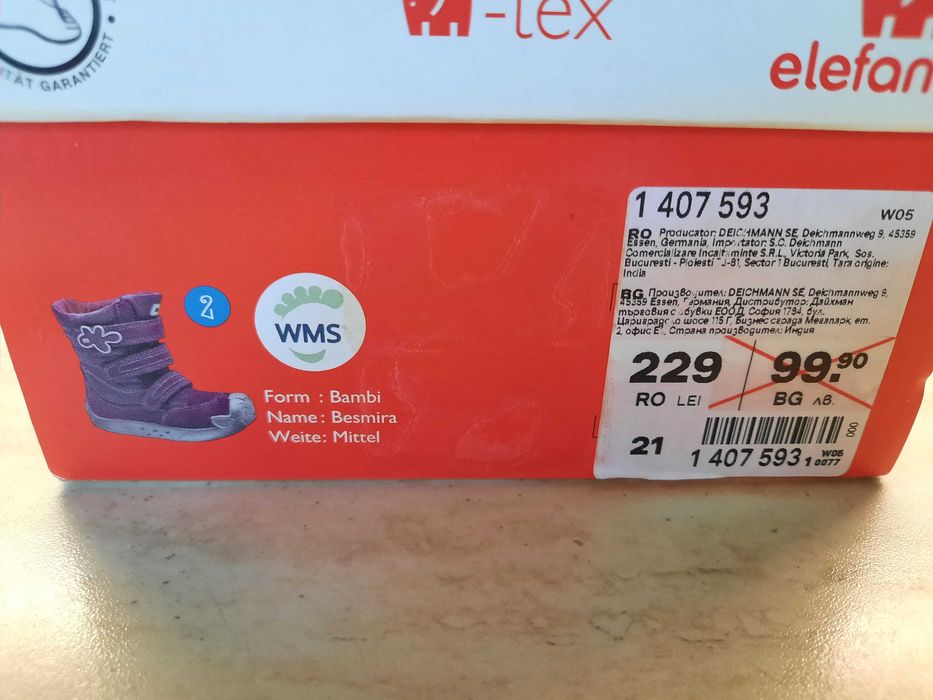 -tex
TÄT GARANTIERT
elefan
2
WMS
Form : Bambi
Name : Besmira
Weite : Mittel
1 407 593
W05
RO Producator: DEICHMANN SE, Deichmannweg 9, 45359
Essen, Germania, Importator: S.C. Deichmann
Comercializare Incaltaminte S.R.L., Victoria Park, Sos.
Bucuresti - Ploiesti 73-81, Sector 1 Bucuresti, Tara origine:
India
BG Производител: DEICHMANN SE, Deichmannweg 9,
45359 Essen, Германия, Дистрибутор: Дайхман
търговия с обувки ЕООД, София 1784, бул.
Цариградско шосе 115 Г, Бизнес сграда Мегапарк, ет.
2, офис Е, Страна производител: Индия
229
99.90
RO LEI
BG лв.
21
000
1 407 593 1
W05